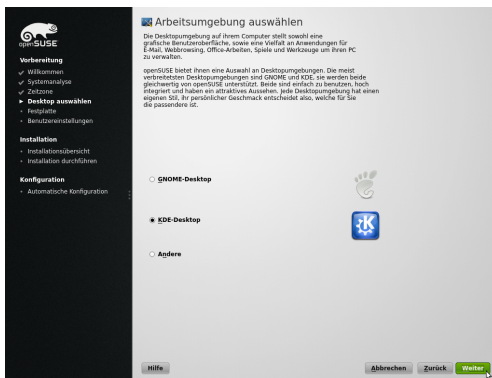 openSUSE
Vorbereitung
Willkommen
Systemanalyse
Zeitzone
Desktop auswählen
Festplatte
Benutzereinstellungen
Installation
Installationsübersicht
Installation durchführen
Konfiguration
Automatische Konfiguration
Arbeitsumgebung auswählen
Die Desktopumgebung auf ihrem Computer stellt sowohl eine
grafische Benutzeroberfläche, sowie eine Vielfalt an Anwendungen für
E-Mail, Webbrowsing, Office-Arbeiten, Spiele und Werkzeuge um ihren PC
zu verwalten.
openSUSE bietet ihnen eine Auswahl an Desktopumgebungen. Die meist
vertretbetsten Desktopumgebungen sind GNOME und KDE, sie werden beide
gleichwertig von openSUSE unterstützt. Beide sind einfach zu benutzen, hoch
integriert und haben ein attraktives Aussehen. Jede Desktopumgebung hat einen
eigenen Stil, ihr persönlicher Geschmack entscheidet also, welche für Sie
die passendere ist.
GNOME-Desktop
KDE-Desktop
Andere
Hilfe
Abbrechen
Zurück
Weiter